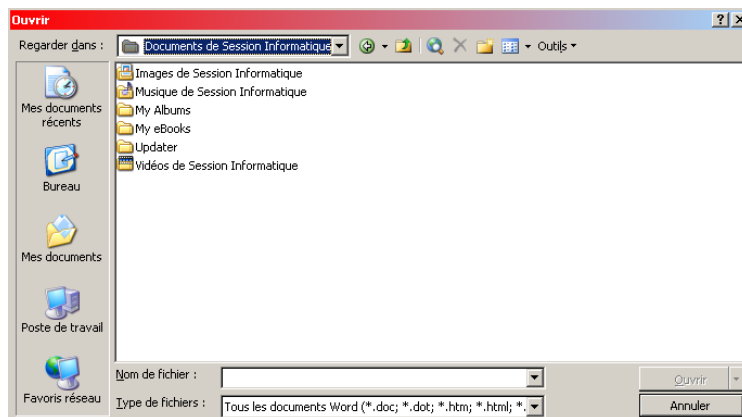 Ouvrir
Regarder dans :
Documents de Session Informatique
Outils
Mes documents
récents
Bureau
Mes documents
Poste de travail
Favoris réseau
Images de Session Informatique
Musique de Session Informatique
My Albums
My eBooks
Updater
Vidéos de Session Informatique
Nom de fichier :
Ouvrir
Type de fichiers :
Tous les documents Word (*.doc; *.dot; *.htm; *.html; *.
Annuler